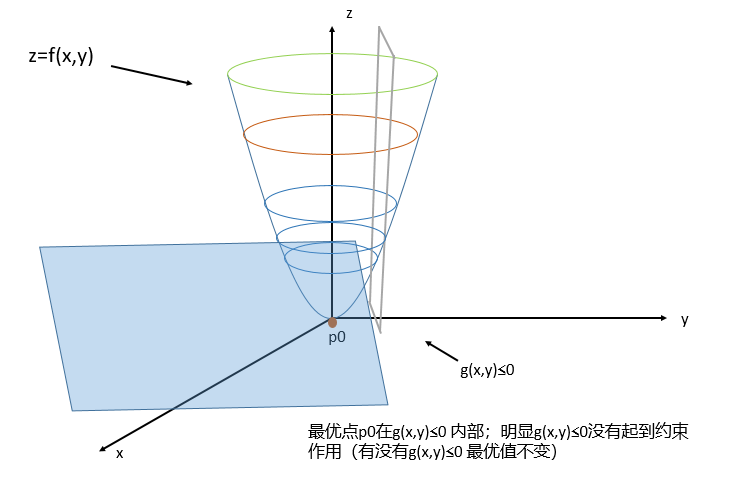 z
z=f(x,y)
y
p0
g(x,y)≤0
x
最优点p0在g(x,y)≤0 内部；明显g(x,y)≤0没有起到约束
作用（有没有g(x,y)≤0 最优值不变）